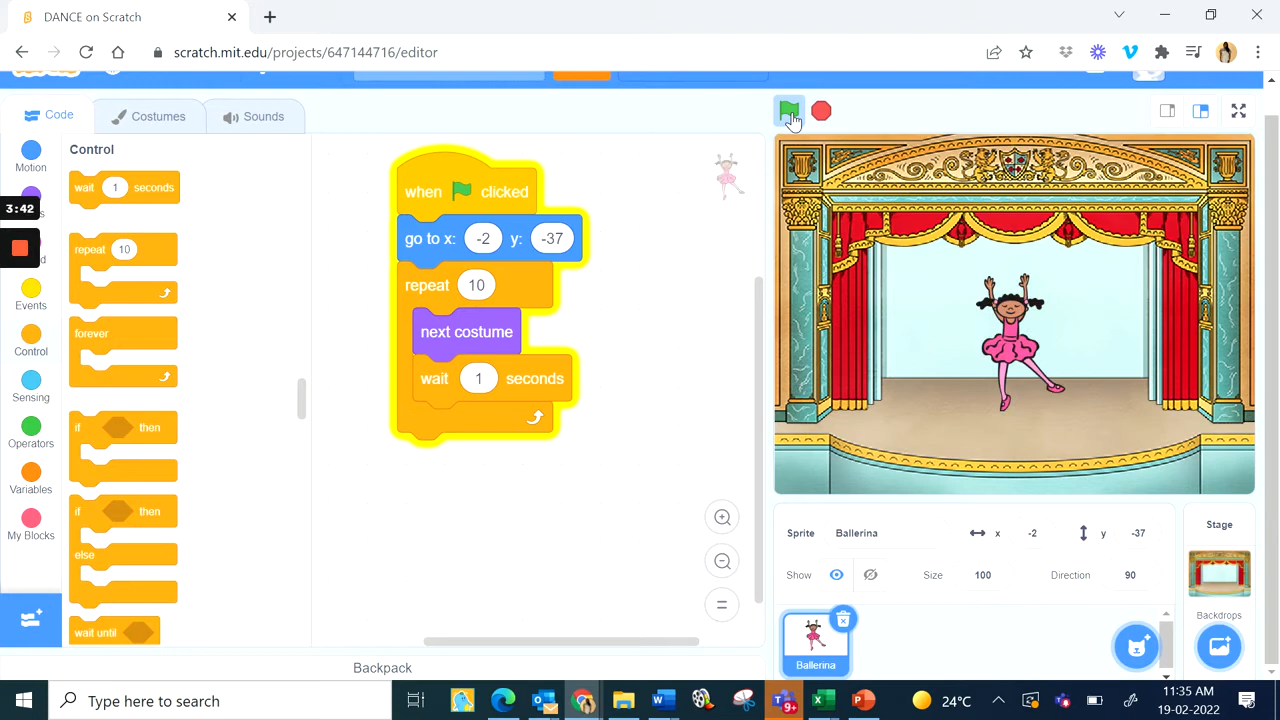 DANCE on Scratch
scratch.mit.edu/projects/647144716/editor
Code
Costumes
Sounds
Motion
3:42
Events
Control
Sensing
Operators
Variables
My Blocks
Control
wait 1 seconds
repeat 10
forever
if then
if then
else
wait until
when clicked
go to x: -2 y: -37
repeat 10
next costume
wait 1 seconds
Sprite Ballerina x -2 y -37
Show Size 100 Direction 90
Ballerina
Stage
Backdrops
Backpack
Type here to search
9+
24°C
11:35 AM
19-02-2022